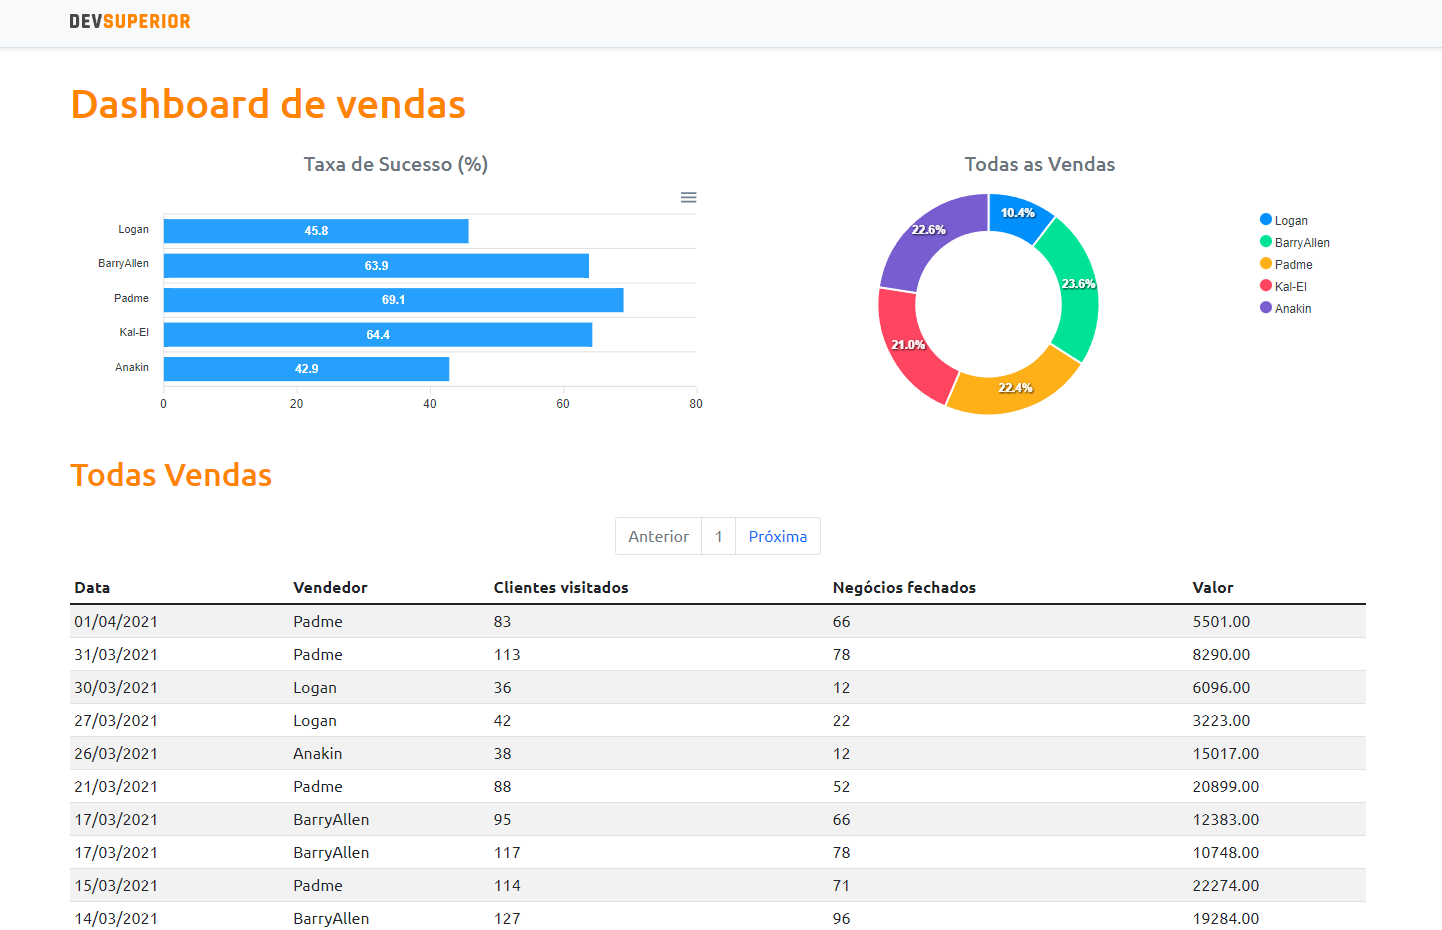 DEVSUPERIOR
Dashboard de vendas
Taxa de Sucesso (%)
Logan 45.8
BarryAllen 63.9
Padme 69.1
Kal-El 64.4
Anakin 42.9
0 20 40 60 80
Todas as Vendas
10.4%
22.6%
23.6%
21.0%
22.4%
Logan
BarryAllen
Padme
Kal-El
Anakin
Todas Vendas
Anterior 1 Próxima
Data Vendedor Clientes visitados Negócios fechados Valor
01/04/2021 Padme 83 66 5501.00
31/03/2021 Padme 113 78 8290.00
30/03/2021 Logan 36 12 6096.00
27/03/2021 Logan 42 22 3223.00
26/03/2021 Anakin 38 12 15017.00
21/03/2021 Padme 88 52 20899.00
17/03/2021 BarryAllen 95 66 12383.00
17/03/2021 BarryAllen 117 78 10748.00
15/03/2021 Padme 114 71 22274.00
14/03/2021 BarryAllen 127 96 19284.00